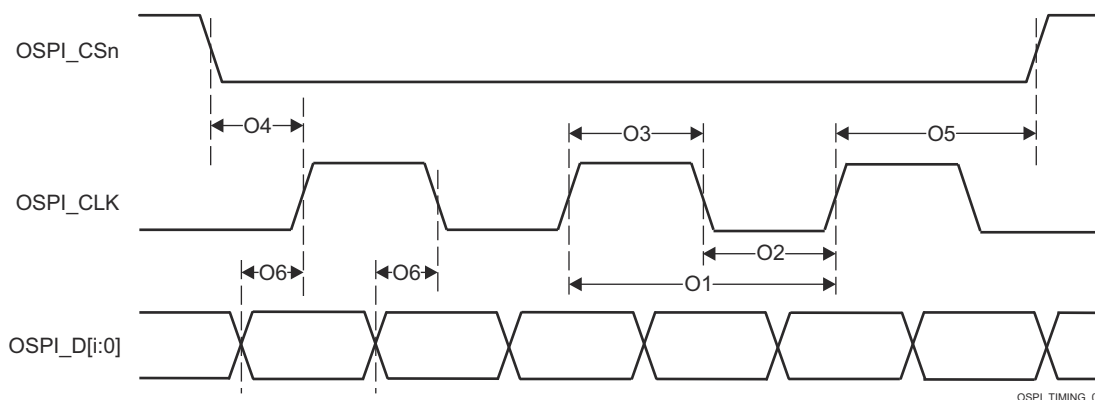 OSPI_CSn
O4
O3
O5
OSPI_CLK
O2
O6
O6
O1
OSPI_D[i:0]